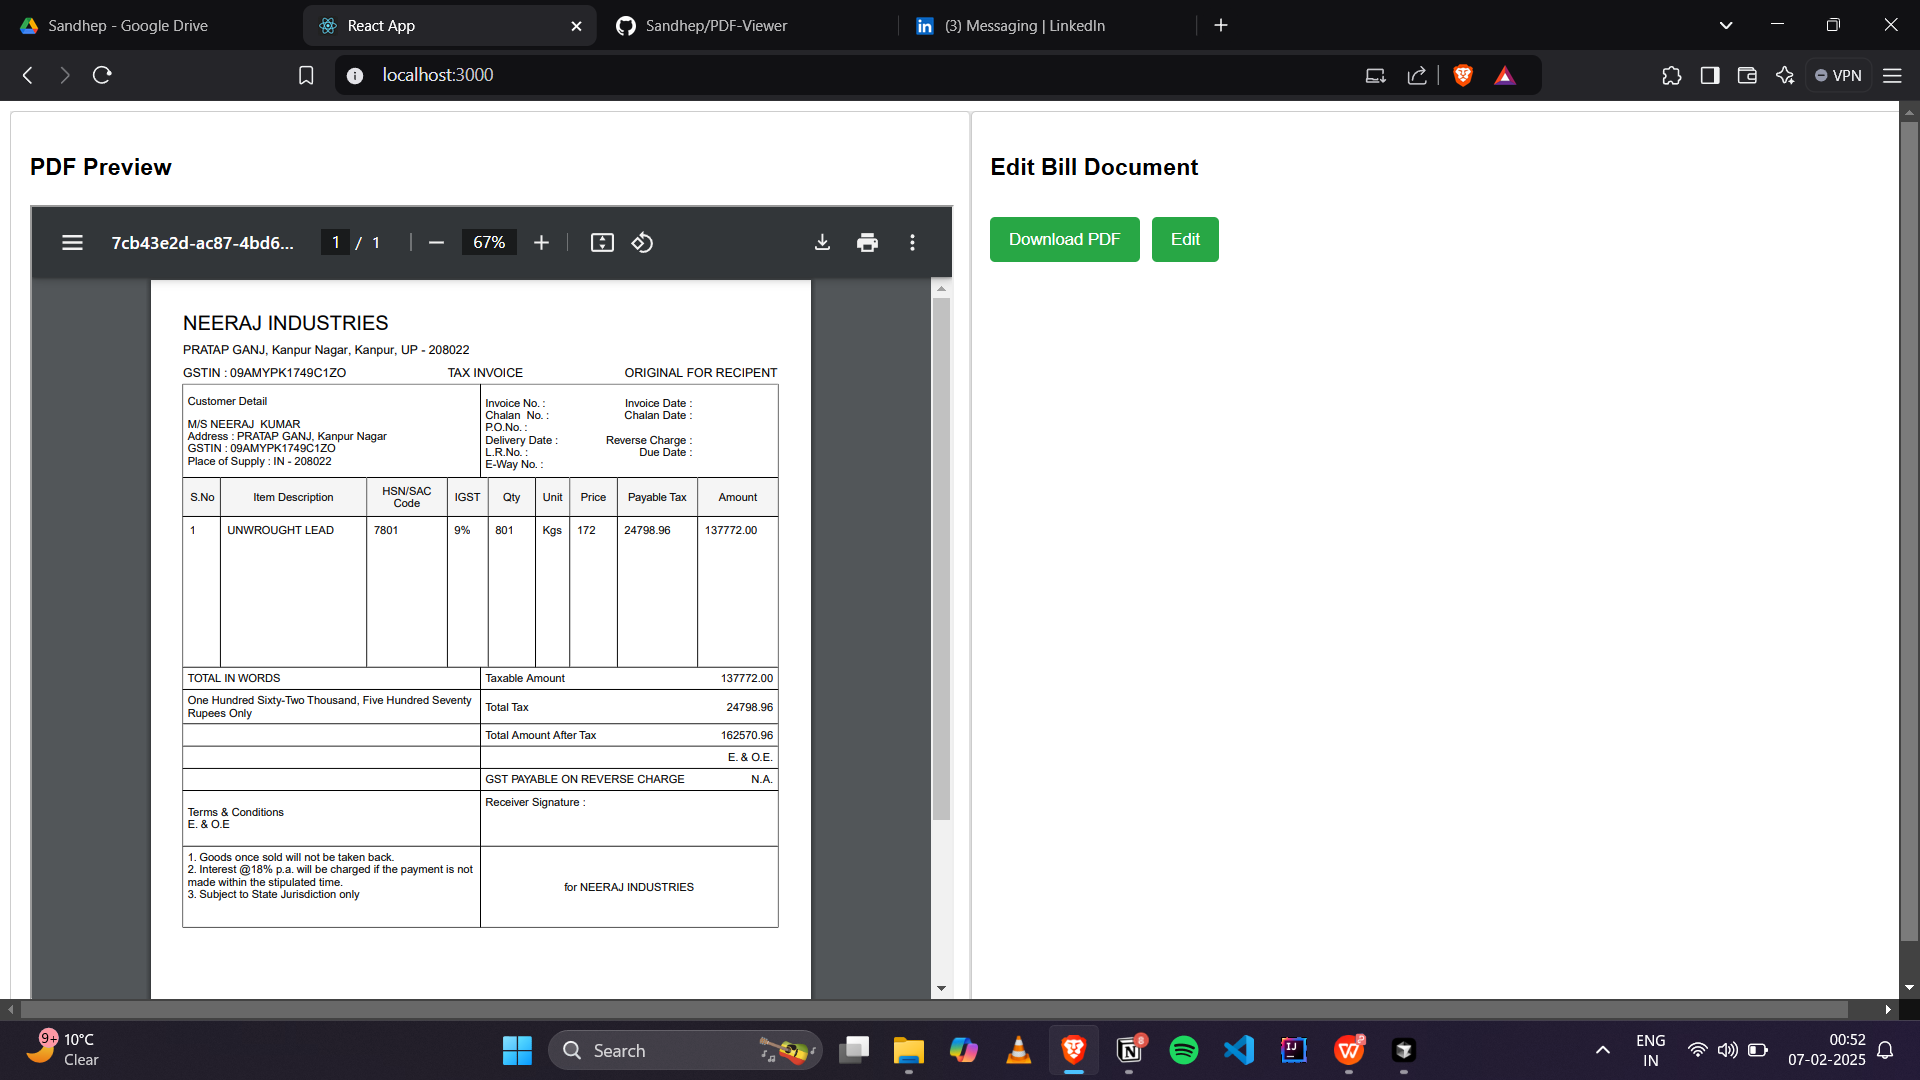 Sandhep - Google Drive
React App
Sandhep/PDF-Viewer
(3) Messaging | LinkedIn
localhost:3000
VPN
PDF Preview
7cb43e2d-ac87-4bd6...
1 / 1
67%
NEERAJ INDUSTRIES
PRATAP GANJ, Kanpur Nagar, Kanpur, UP - 208022
GSTIN : 09AMYPK1749C1ZO TAX INVOICE ORIGINAL FOR RECIPENT
Customer Detail
M/S NEERAJ KUMAR
Address : PRATAP GANJ, Kanpur Nagar
GSTIN : 09AMYPK1749C1ZO
Place of Supply : IN - 208022
Invoice No. : Invoice Date :
Chalan No. : Chalan Date :
P.O.No. :
Delivery Date : Reverse Charge :
L.R.No. : Due Date :
E-Way No. :
S.No Item Description HSN/SAC Code IGST Qty Unit Price Payable Tax Amount
1 UNWROUGHT LEAD 7801 9% 801 Kgs 172 24798.96 137772.00
TOTAL IN WORDS
Taxable Amount 137772.00
One Hundred Sixty-Two Thousand, Five Hundred Seventy
Rupees Only
Total Tax 24798.96
Total Amount After Tax 162570.96
E. & O.E.
GST PAYABLE ON REVERSE CHARGE N.A.
Terms & Conditions
E. & O.E
Receiver Signature :
1. Goods once sold will not be taken back.
2. Interest @18% p.a. will be charged if the payment is not
made within the stipulated time.
3. Subject to State Jurisdiction only
for NEERAJ INDUSTRIES
Edit Bill Document
Download PDF
Edit
9+
10°C
Clear
Search
8
ENG
IN
00:52
07-02-2025